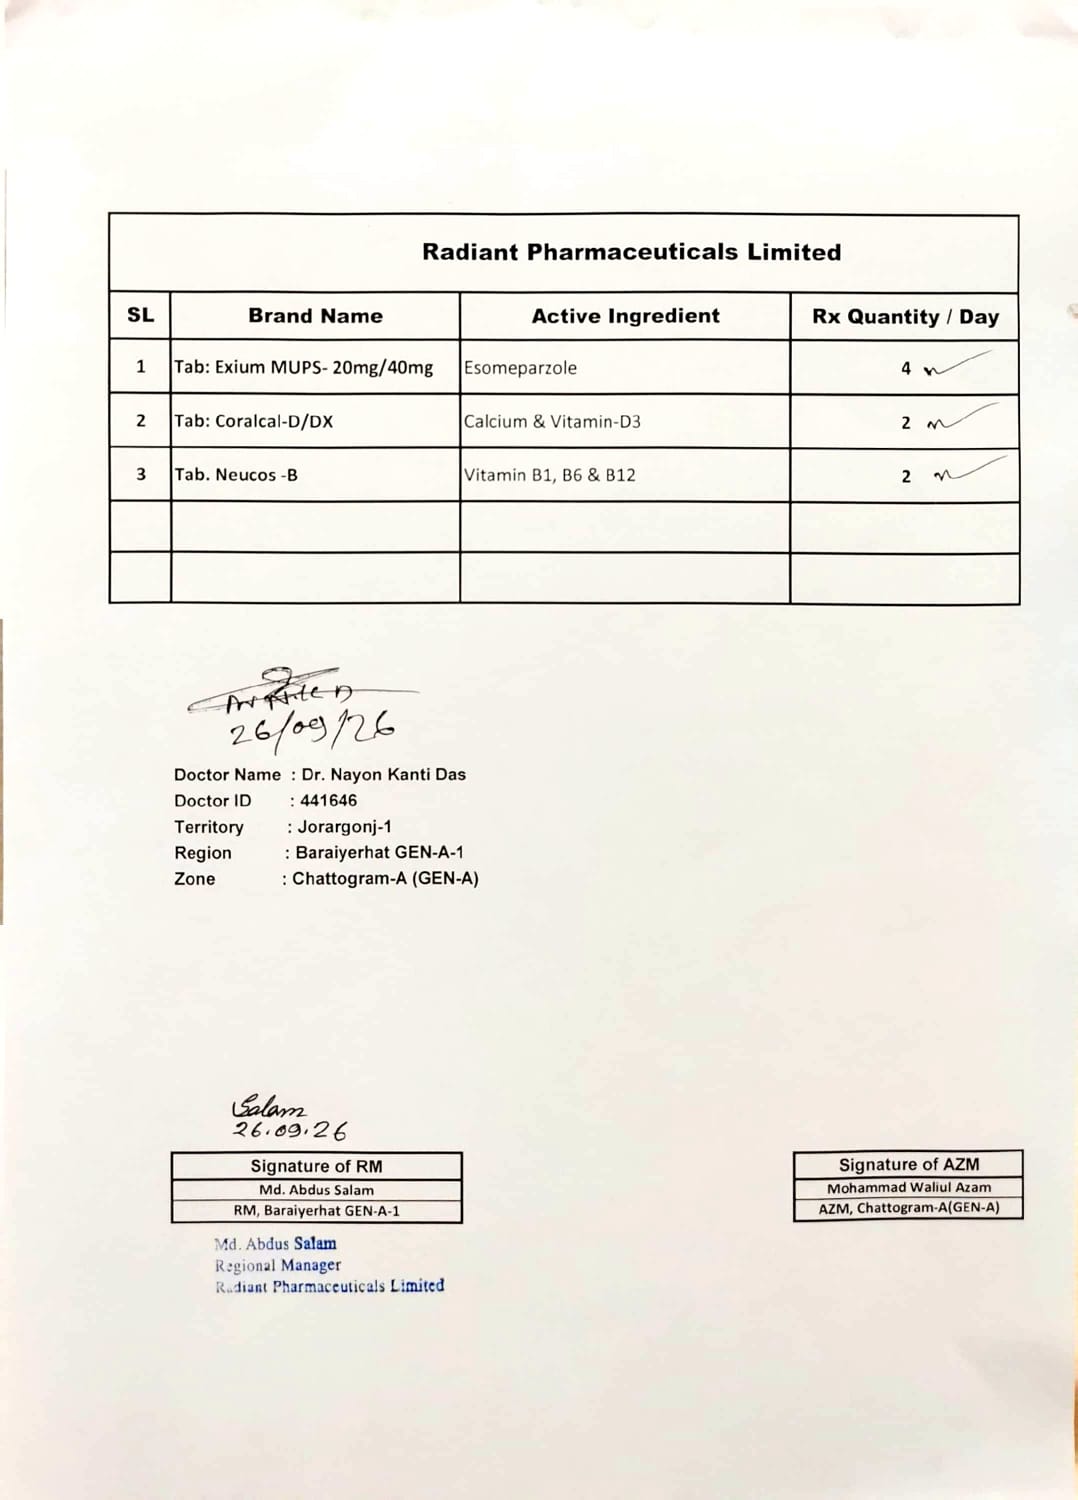 Radiant Pharmaceuticals Limited
SL Brand Name Active Ingredient Rx Quantity / Day
1 Tab: Exium MUPS- 20mg/40mg Esomeparzole 4
2 Tab: Coralcal-D/DX Calcium & Vitamin-D3 2
3 Tab. Neucos -B Vitamin B1, B6 & B12 2
26/09/26
Doctor Name : Dr. Nayon Kanti Das
Doctor ID : 441646
Territory : Jorargonj-1
Region : Baraiyerhat GEN-A-1
Zone : Chattogram-A (GEN-A)
Salam
26.09.26
Signature of RM
Md. Abdus Salam
RM, Baraiyerhat GEN-A-1
Signature of AZM
Mohammad Waliul Azam
AZM, Chattogram-A(GEN-A)
Md. Abdus Salam
Regional Manager
Radiant Pharmaceuticals Limited